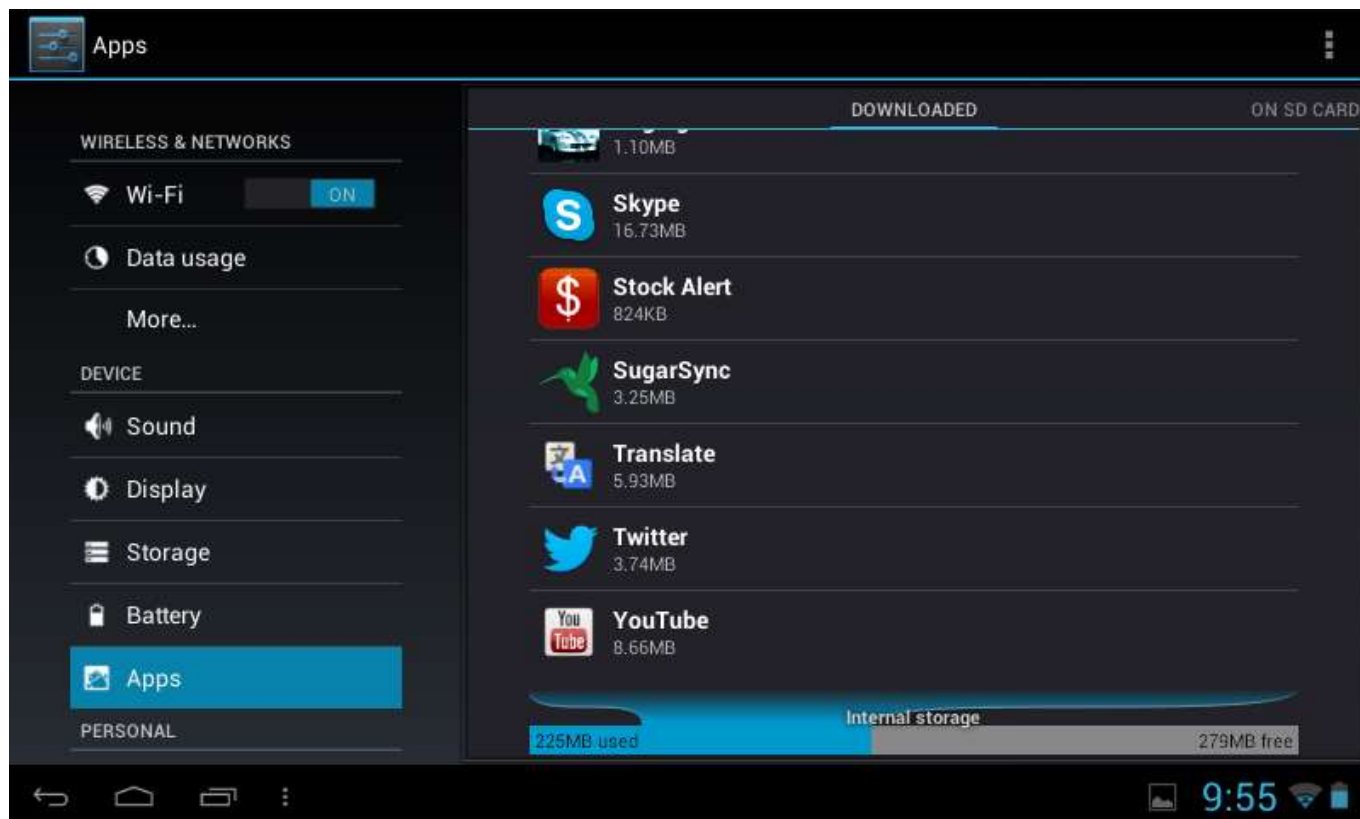 Apps
DOWNLOADED
ON SD CARD
WIRELESS & NETWORKS
Wi-Fi
ON
Data usage
More...
DEVICE
Sound
Display
Storage
Battery
Apps
PERSONAL
1.10MB
Skype
16.73MB
Stock Alert
824KB
SugarSync
3.25MB
Translate
5.93MB
Twitter
3.74MB
You
Tube
YouTube
8.66MB
Internal storage
225MB used
279MB free
9:55